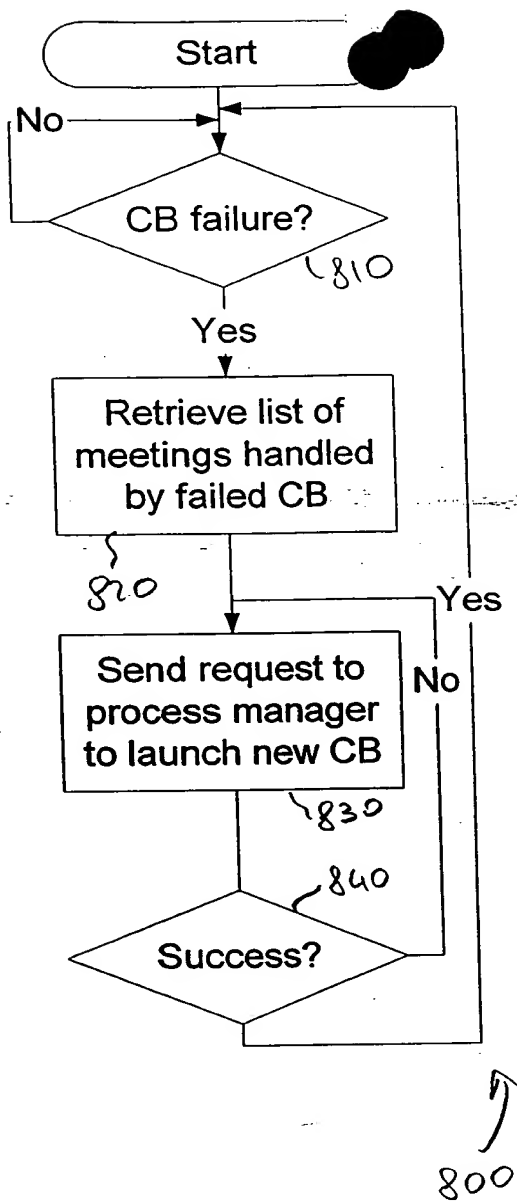 Start
No
CB failure?
810
Yes
Retrieve list of
meetings handled
by failed CB
820
Yes
No
Send request to
process manager
to launch new CB
830
840
Success?
800